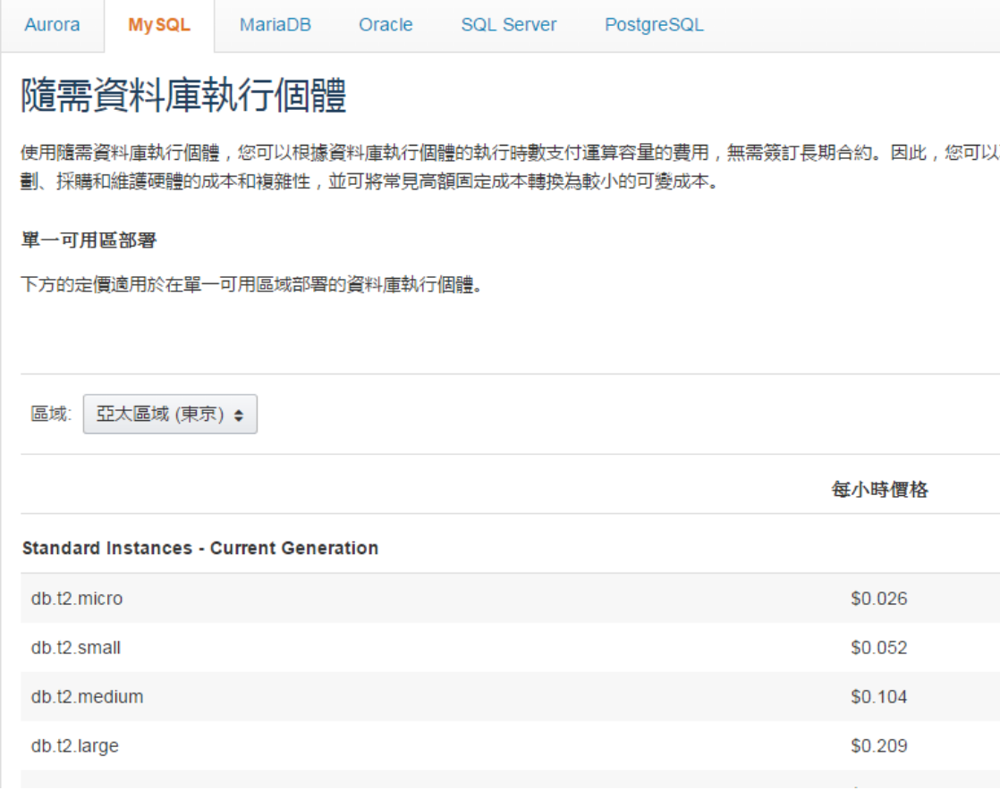 Aurora MySQL MariaDB Oracle SQL Server PostgreSQL
隨需資料庫執行個體
使用隨需資料庫執行個體，您可以根據資料庫執行個體的執行時數支付運算容量的費用，無需簽訂長期合約。因此，您可以
劃、採購和維護硬體的成本和複雜性，並可將常見高額固定成本轉換為較小的可變成本。
單一可用區部署
下方的定價適用於在單一可用區域部署的資料庫執行個體。
區域: 亞太區域 (東京)
每小時價格
Standard Instances - Current Generation
db.t2.micro $0.026
db.t2.small $0.052
db.t2.medium $0.104
db.t2.large $0.209